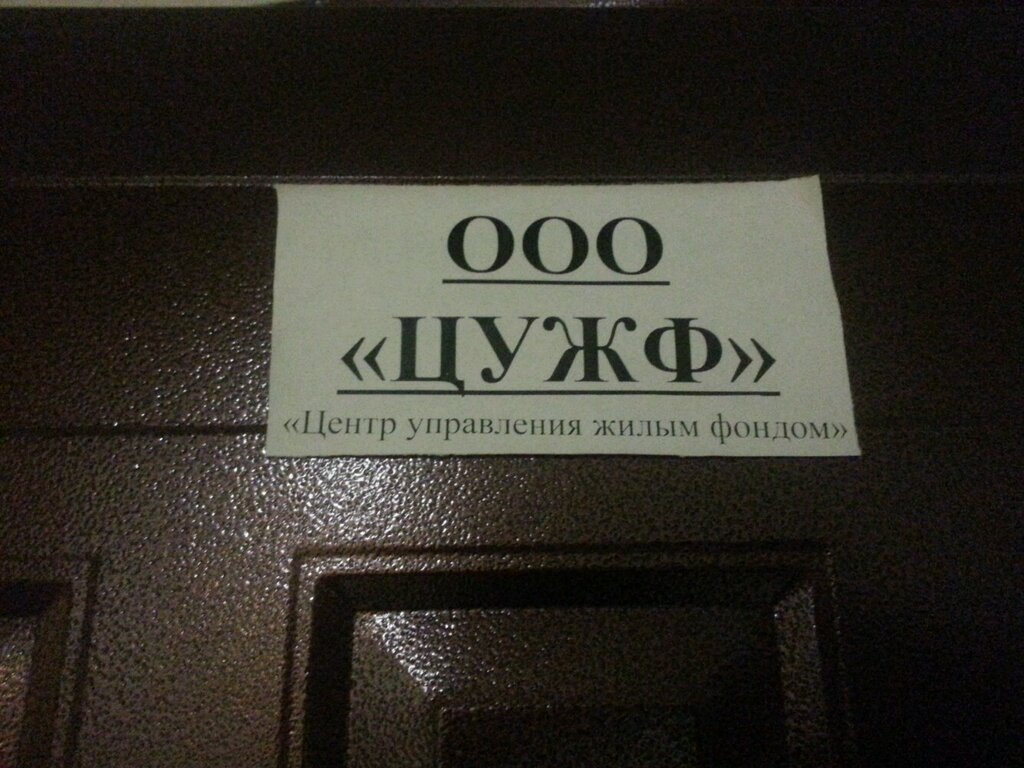 ООО
«ЦУЖФ»
«Центр управления жилым фондом»